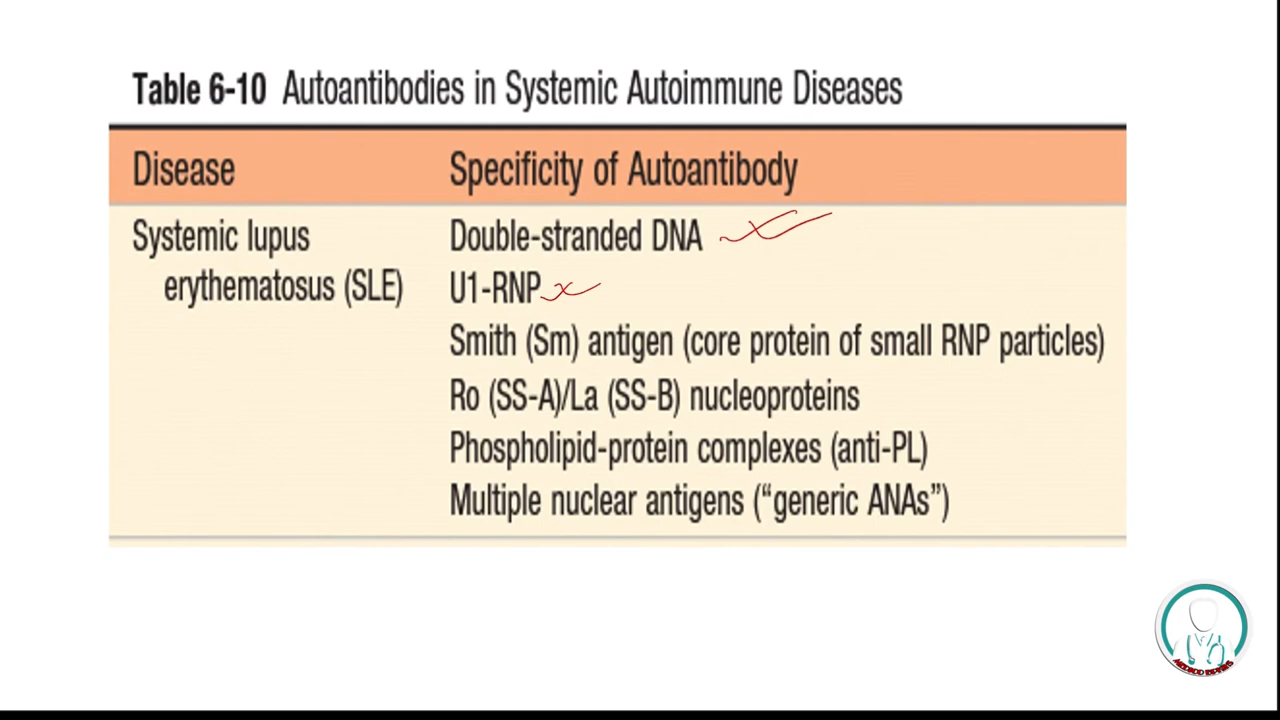 Table 6-10 Autoantibodies in Systemic Autoimmune Diseases
Disease Specificity of Autoantibody
Systemic lupus Double-stranded DNA
erythematosus (SLE) U1-RNP
Smith (Sm) antigen (core protein of small RNP particles)
Ro (SS-A)/La (SS-B) nucleoproteins
Phospholipid-protein complexes (anti-PL)
Multiple nuclear antigens (“generic ANAs”)